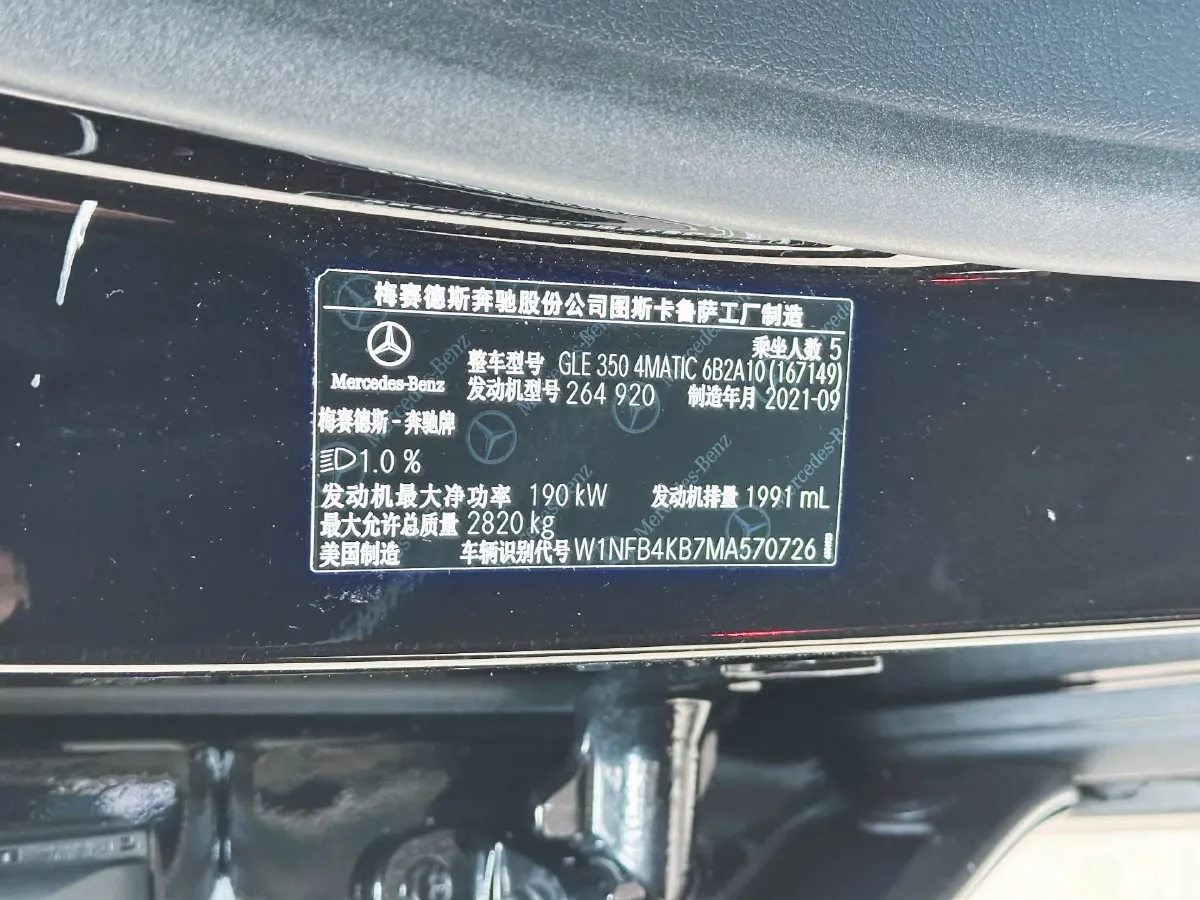 梅赛德斯奔驰股份公司图斯卡鲁萨工厂制造
乘坐人数 5
Mercedes-Benz
整车型号 GLE 350 4MATIC 6B2A10(167149)
发动机型号 264 920 制造年月 2021-09
梅赛德斯-奔驰牌
1.0 %
发动机最大净功率 190 kW 发动机排量 1991 mL
最大允许总质量 2820 kg
美国制造 车辆识别代号 W1NFB4KB7MA570726